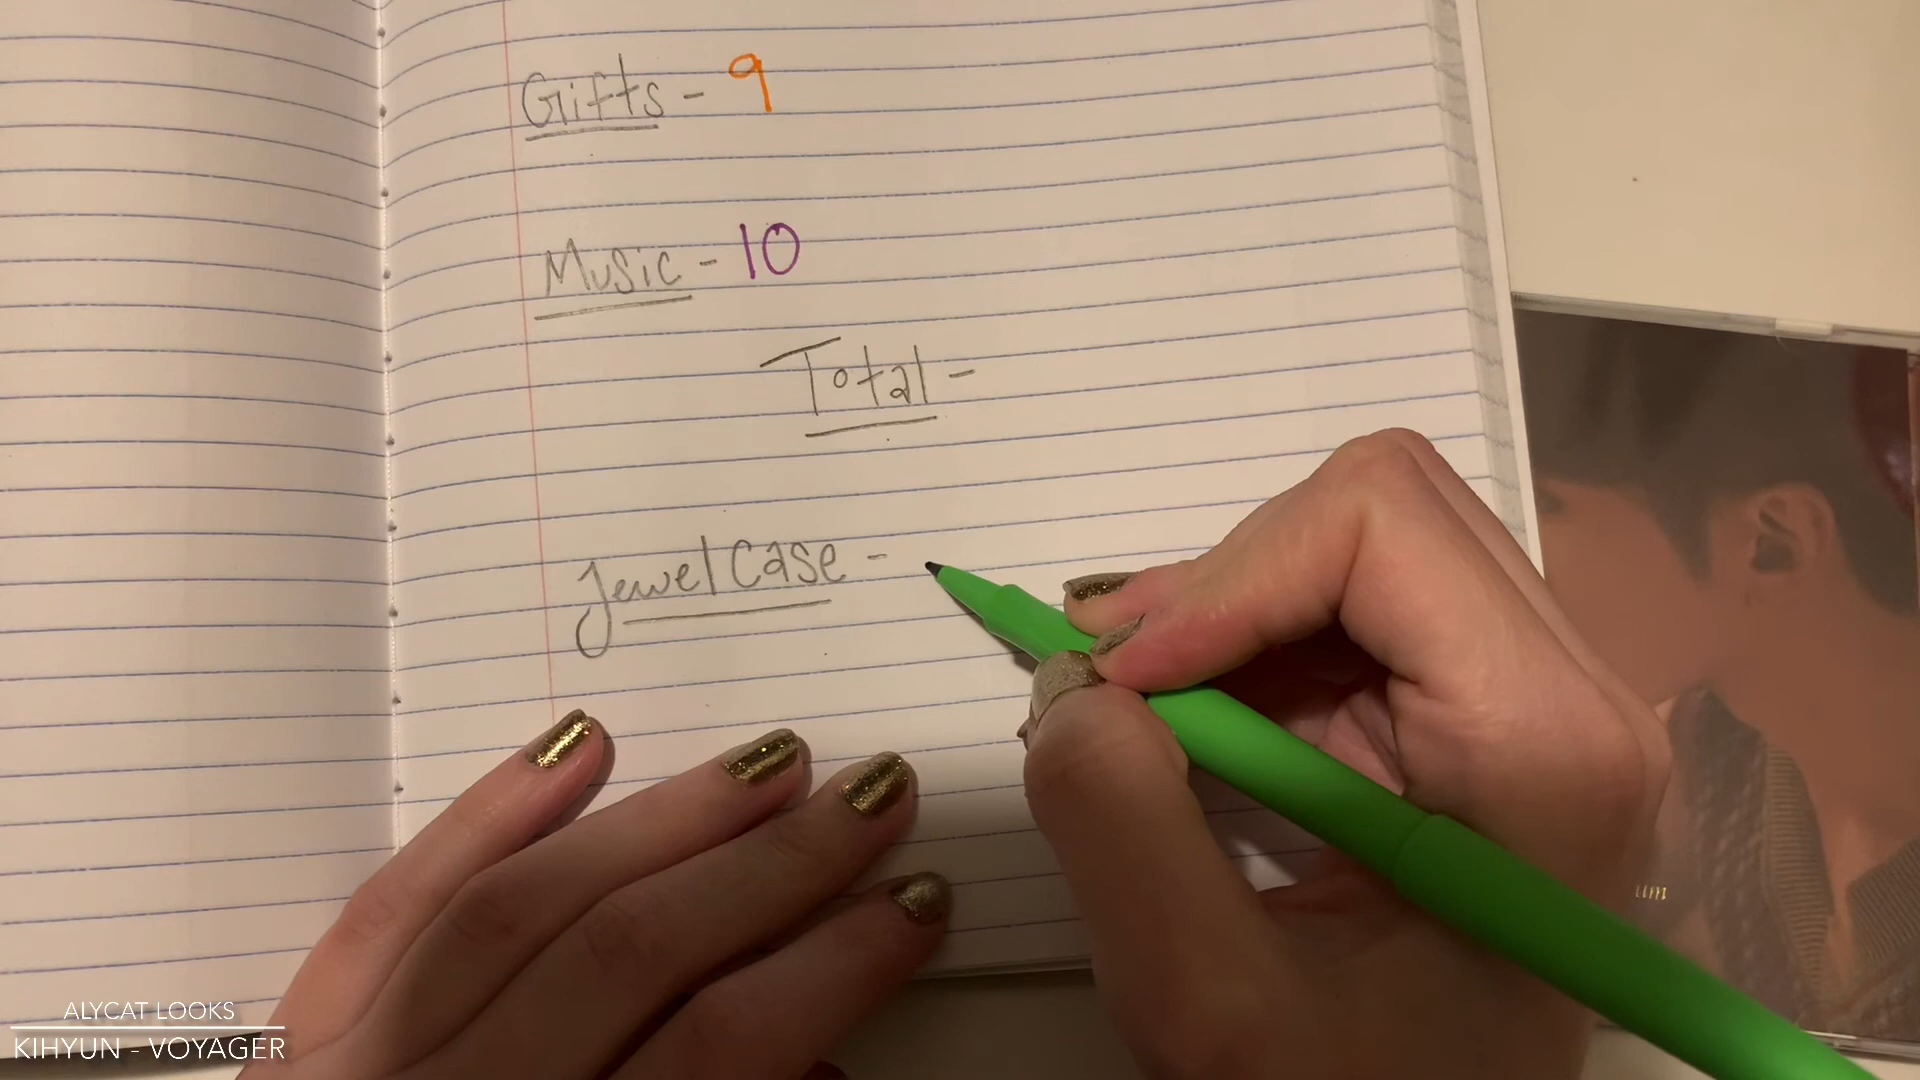 Gifts - 9
Music - 10
Total -
Jewel Case -
ALYCAT LOOKS
KIHYUN - VOYAGER